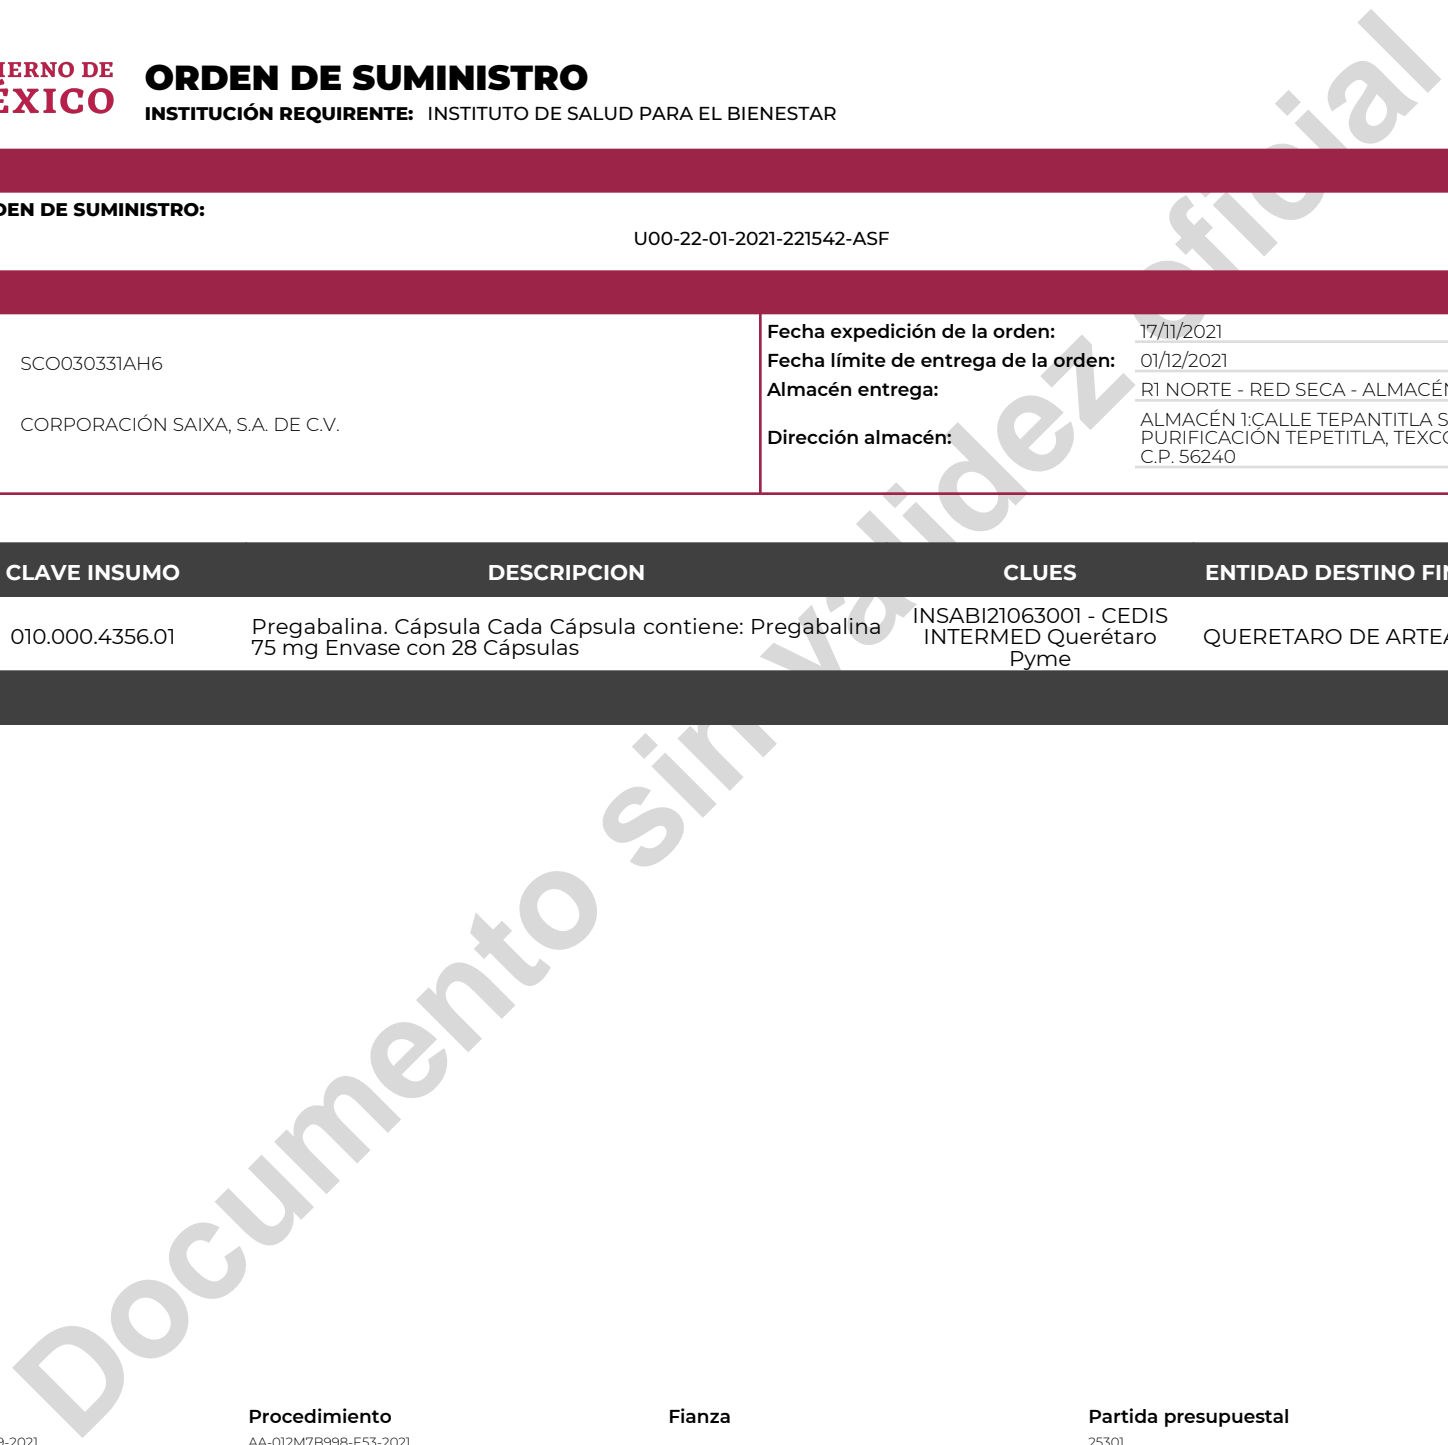 IERNO DE
ÉXICO
ORDEN DE SUMINISTRO
INSTITUCIÓN REQUIRENTE: INSTITUTO DE SALUD PARA EL BIENESTAR
DEN DE SUMINISTRO:
U00-22-01-2021-221542-ASF
SCO030331AH6
CORPORACIÓN SAIXA, S.A. DE C.V.
Fecha expedición de la orden: 17/11/2021
Fecha límite de entrega de la orden: 01/12/2021
Almacén entrega: R1 NORTE - RED SECA - ALMACÉN
Dirección almacén:
ALMACÉN 1:CALLE TEPANTITLA S
PURIFICACIÓN TEPETITLA, TEXCO
C.P. 56240
CLAVE INSUMO DESCRIPCION CLUES ENTIDAD DESTINO FIN
010.000.4356.01
Pregabalina. Cápsula Cada Cápsula contiene: Pregabalina
75 mg Envase con 28 Cápsulas
INSABI21063001 - CEDIS
INTERMED Querétaro
Pyme
QUERETARO DE ARTEA
Documento sin validez oficial
Procedimiento Fianza Partida presupuestal
9-2021 AA-012M7B998-E53-2021 25301